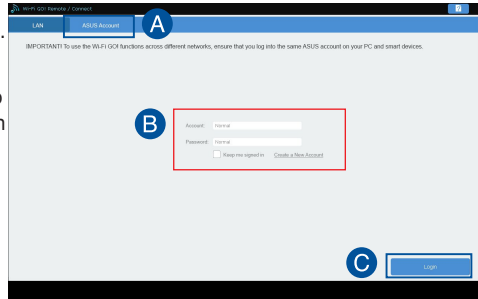 Wi-Fi GO! Remote / Connect
?
LAN
ASUS Account
A
IMPORTANT! To use the Wi-Fi GO! functions across different networks, ensure that you log into the same ASUS account on your PC and smart devices.
B
Account: Normal
Password: Normal
Keep me signed in Create a New Account
C
Login